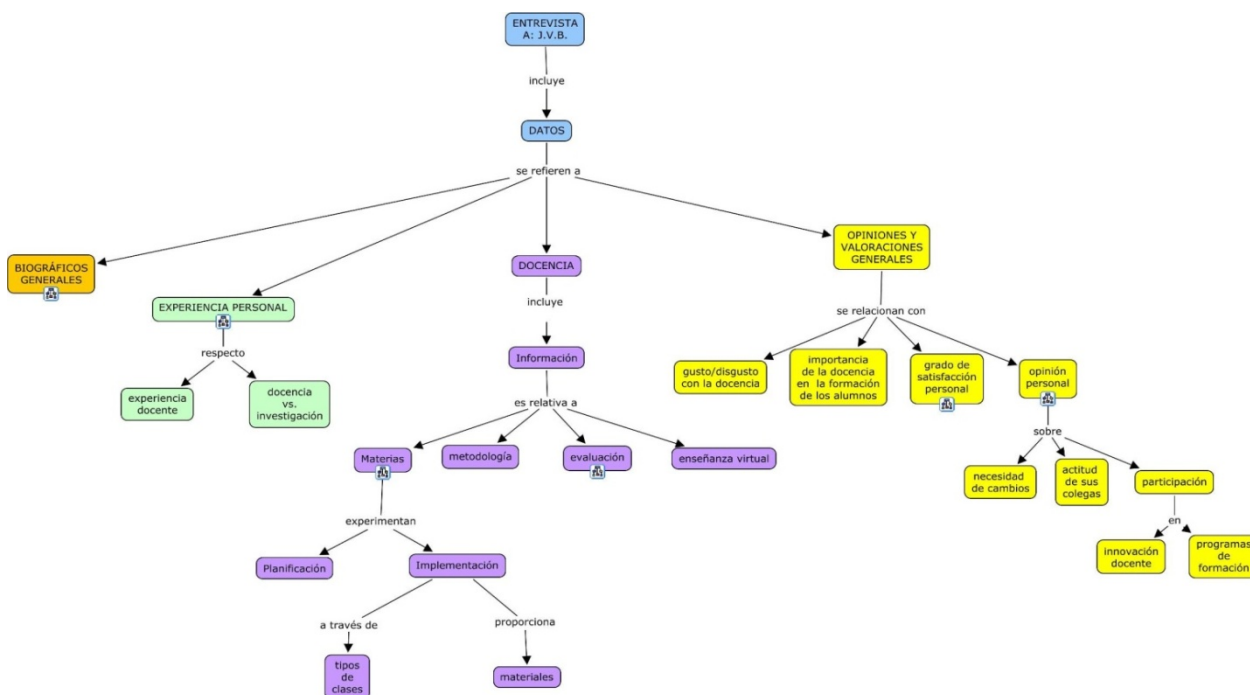 ENTREVISTA
A: J.V.B.
incluye
DATOS
se refieren a
BIOGRÁFICOS
GENERALES
EXPERIENCIA PERSONAL
respecto
experiencia
docente
docencia
vs.
investigación
DOCENCIA
incluye
Información
es relativa a
Materias
metodología
evaluación
enseñanza virtual
experimentan
Planificación
Implementación
a través de
proporciona
tipos
de
clases
materiales
OPINIONES Y
VALORACIONES
GENERALES
se relacionan con
gusto/disgusto
con la docencia
importancia
de la docencia
en la formación
de los alumnos
grado de
satisfacción
personal
opinión
personal
sobre
necesidad
de cambios
actitud
de sus
colegas
participación
en
innovación
docente
programas
de
formación